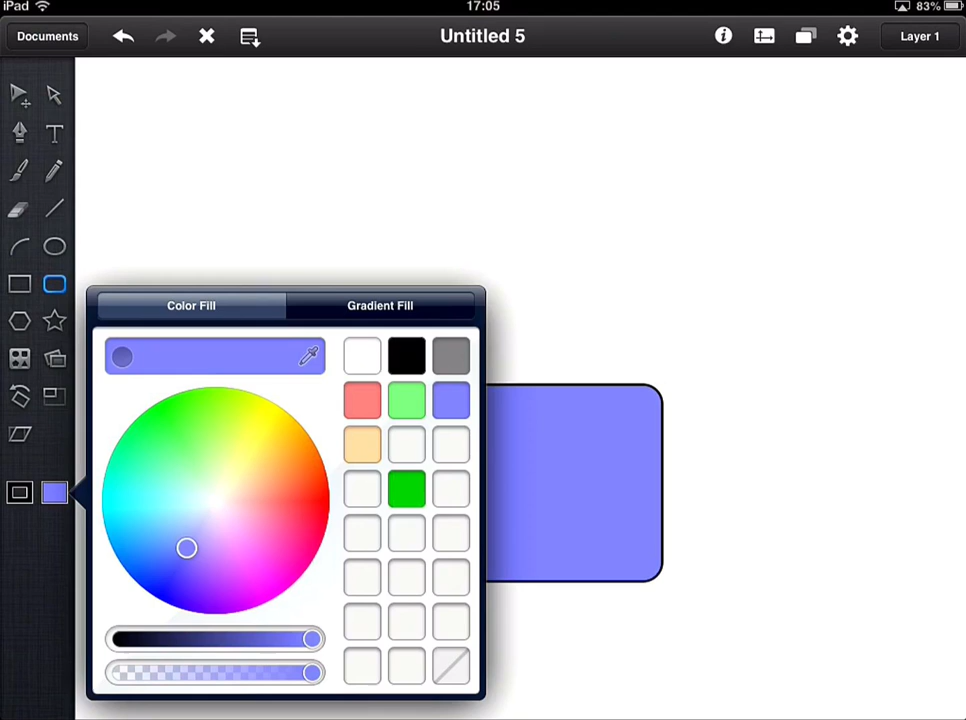 iPad 17:05 83%
Documents Untitled 5 Layer 1
Color Fill Gradient Fill